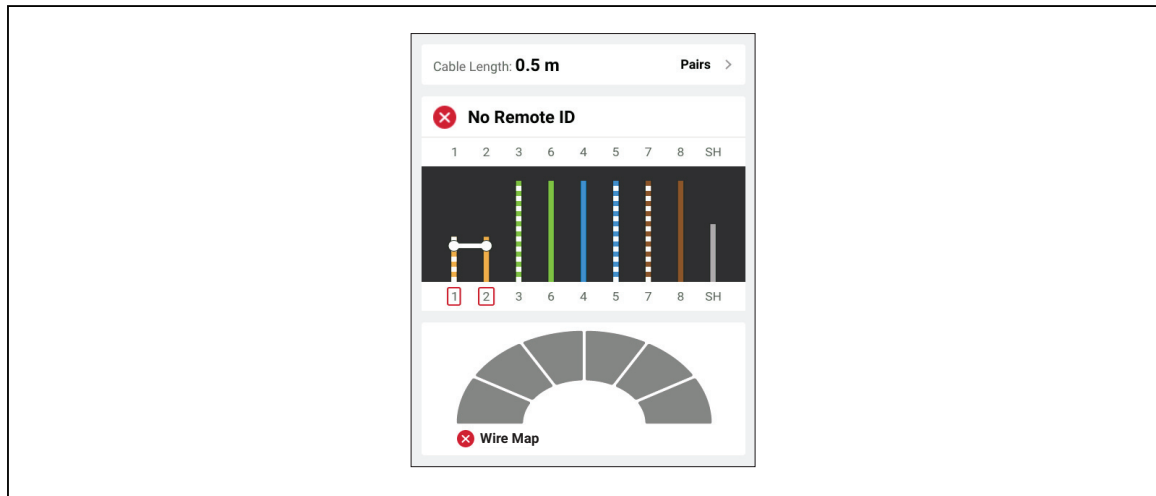 Cable Length: 0.5 m Pairs >
No Remote ID
1 2 3 6 4 5 7 8 SH
1 2 3 6 4 5 7 8 SH
Wire Map